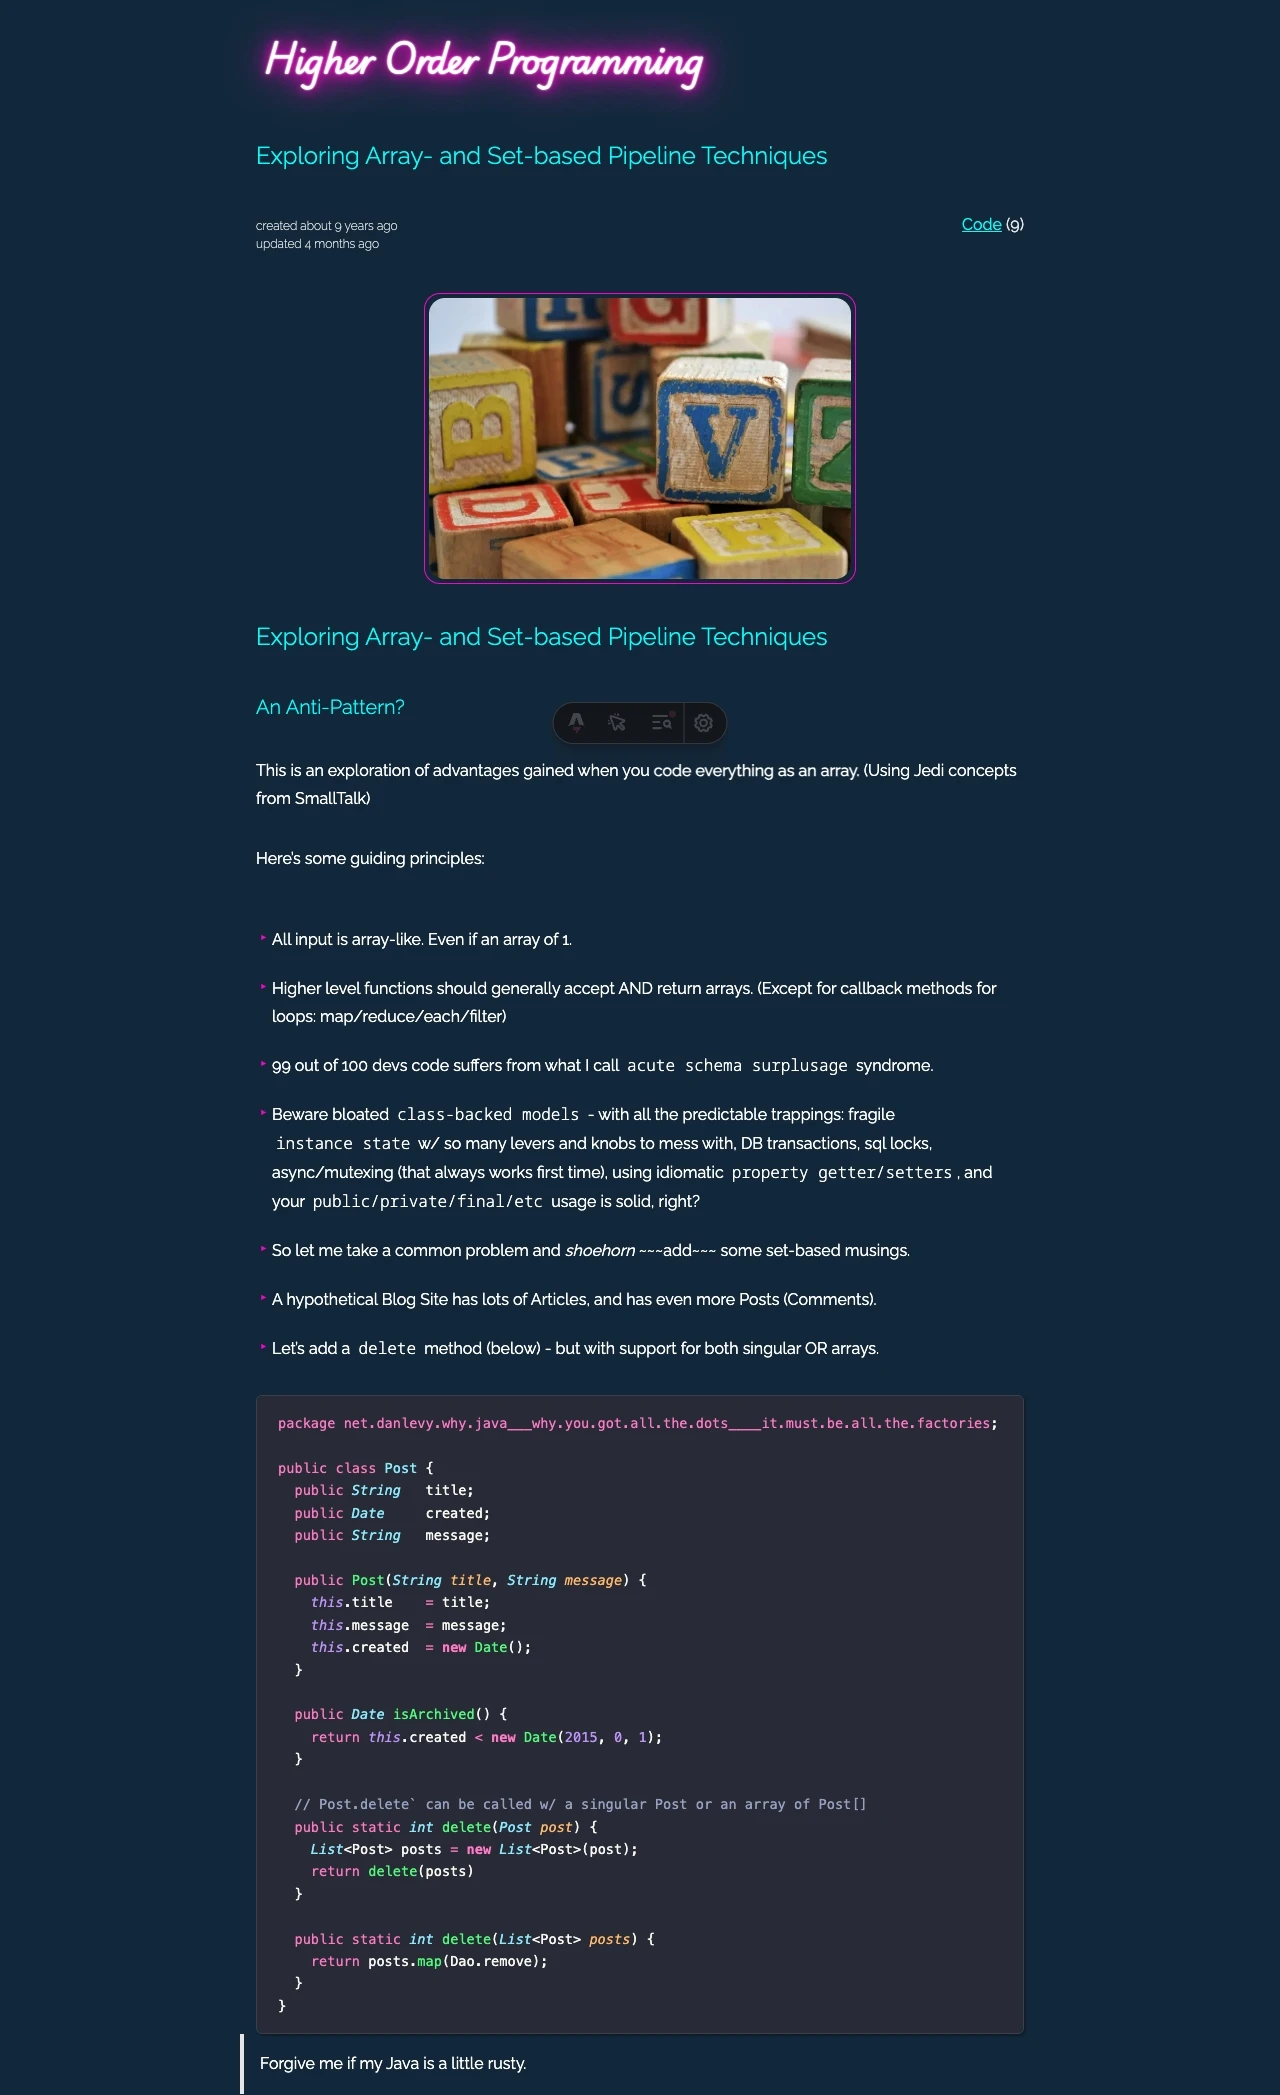 Higher Order Programming
Exploring Array- and Set-based Pipeline Techniques
created about 9 years ago
updated 4 months ago
Code (9)
B
S
V
2
P
D
H
Exploring Array- and Set-based Pipeline Techniques
An Anti-Pattern?
This is an exploration of advantages gained when you code everything as an array. (Using Jedi concepts
from SmallTalk)
Here's some guiding principles:
‣ All input is array-like. Even if an array of 1.
‣ Higher level functions should generally accept AND return arrays. (Except for callback methods for
loops: map/reduce/each/filter)
‣ 99 out of 100 devs code suffers from what I call acute schema surplusage syndrome.
‣ Beware bloated class-backed models - with all the predictable trappings: fragile
instance state w/ so many levers and knobs to mess with, DB transactions, sql locks,
async/mutexing (that always works first time), using idiomatic property getter/setters, and
your public/private/final/etc usage is solid, right?
‣ So let me take a common problem and shoehorn ~~~add~~~ some set-based musings.
‣ A hypothetical Blog Site has lots of Articles, and has even more Posts (Comments).
‣ Let's add a delete method (below) - but with support for both singular OR arrays.
package net.danlevy.why.java___why.you.got.all.the.dots____it.must.be.all.the.factories;
public class Post {
  public String   title;
  public Date     created;
  public String   message;
  public Post(String title, String message) {
    this.title    = title;
    this.message  = message;
    this.created  = new Date();
  }
  public Date isArchived() {
    return this.created < new Date(2015, 0, 1);
  }
  // Post.delete` can be called w/ a singular Post or an array of Post[]
  public static int delete(Post post) {
    List<Post> posts = new List<Post>(post);
    return delete(posts)
  }
  public static int delete(List<Post> posts) {
    return posts.map(Dao.remove);
  }
}
Forgive me if my Java is a little rusty.